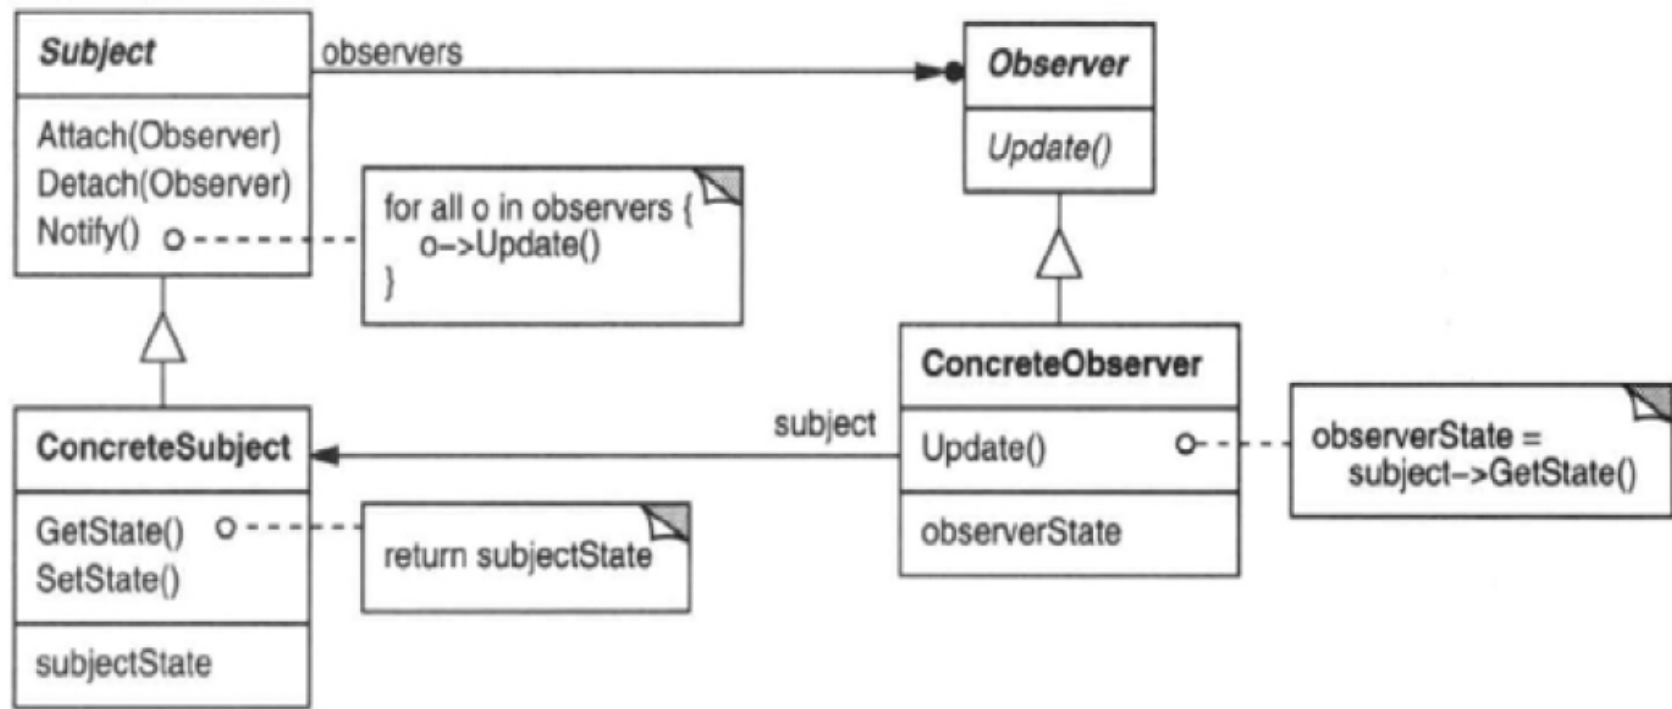 Subject
observers
Observer
Attach(Observer)
Detach(Observer)
Notify()
for all o in observers {
o->Update()
}
Update()
ConcreteSubject
subject
ConcreteObserver
Update()
observerState =
subject->GetState()
GetState()
SetState()
return subjectState
observerState
subjectState